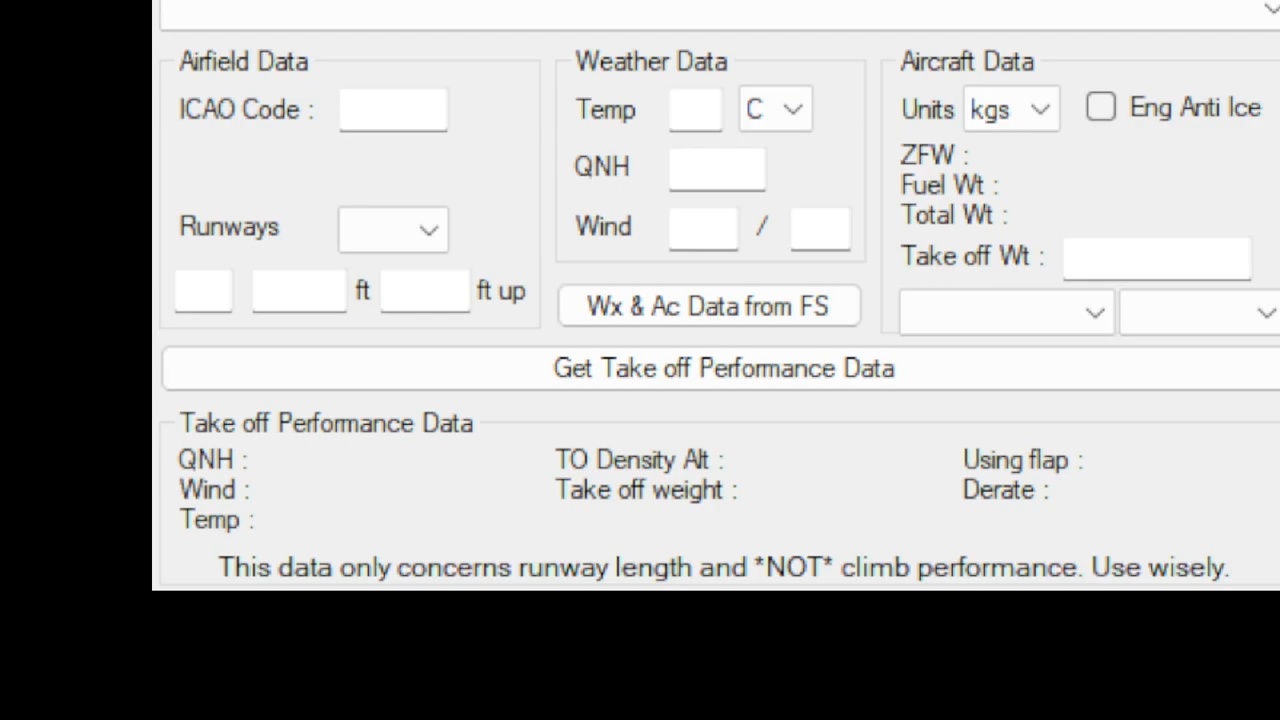 Airfield Data
Weather Data
Aircraft Data
ICAO Code :
Temp
C
Units
kgs
Eng Anti Ice
ZFW :
QNH
Fuel Wt :
Total Wt :
Runways
Wind
/
Take off Wt :
ft
ft up
Wx & Ac Data from FS
Get Take off Performance Data
Take off Performance Data
QNH :
TO Density Alt :
Using flap :
Wind :
Take off weight :
Derate :
Temp :
This data only concerns runway length and *NOT* climb performance. Use wisely.